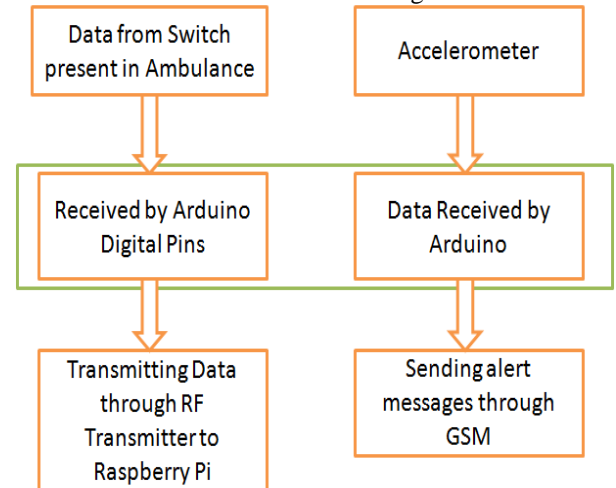 Data from Switch
present in Ambulance
Accelerometer
Received by Arduino
Digital Pins
Data Received by
Arduino
Transmitting Data
through RF
Transmitter to
Raspberry Pi
Sending alert
messages through
GSM